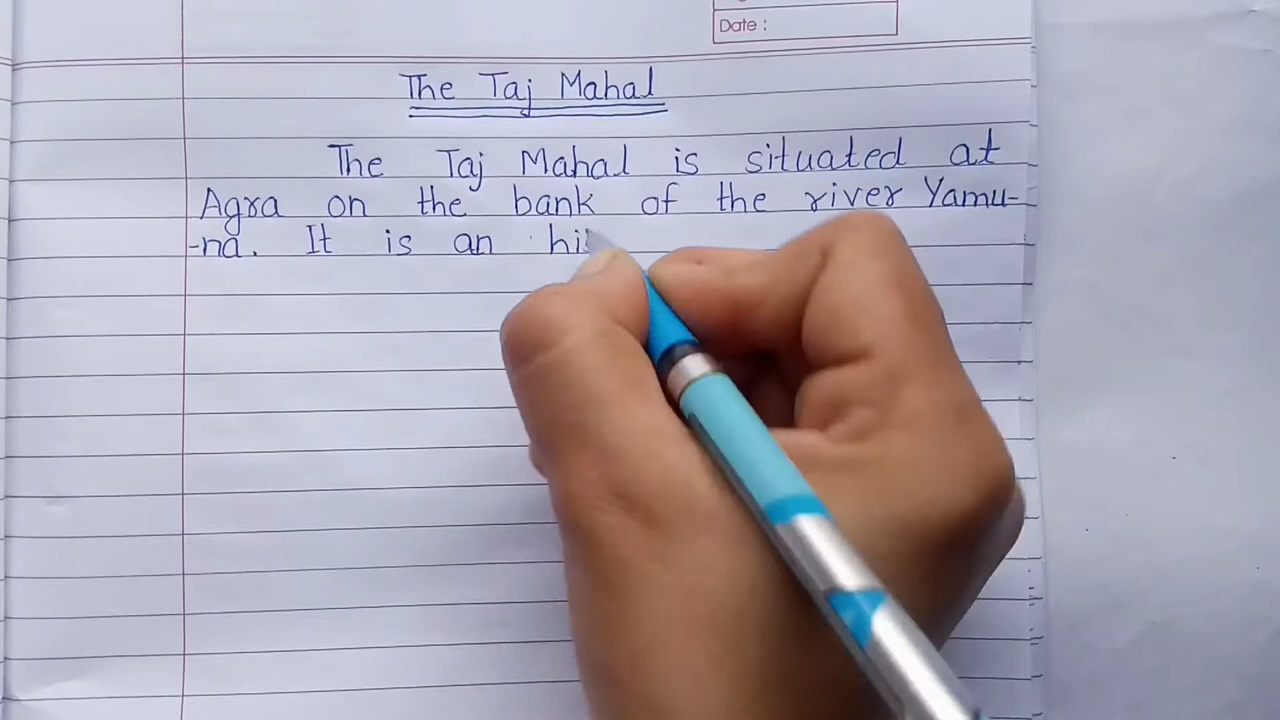 Date :
The Taj Mahal
The Taj Mahal is situated at
Agra on the bank of the river Yamu-
-na. It is an